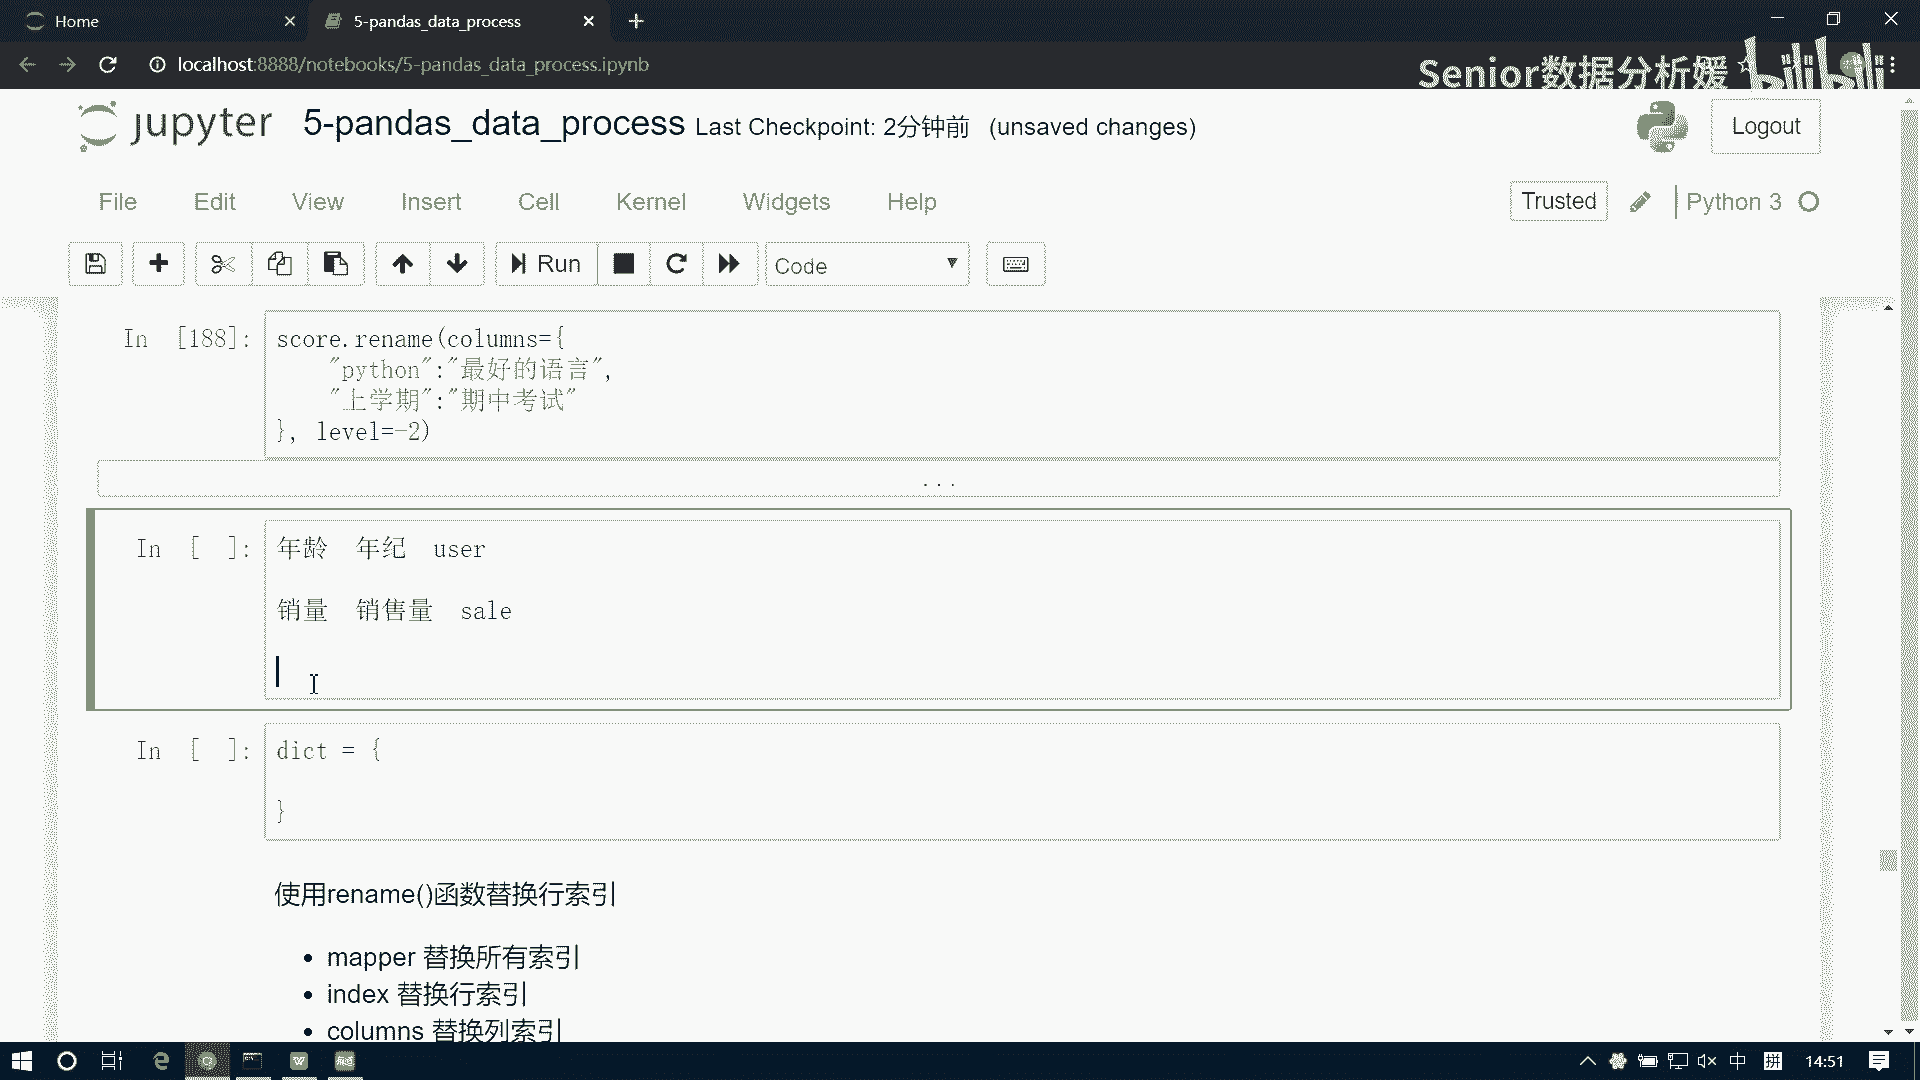 Home
5-pandas_data_process
localhost:8888/notebooks/5-pandas_data_process.ipynb
Senior数据分析媛
bilibili
jupyter 5-pandas_data_process Last Checkpoint: 2分钟前 (unsaved changes)
Logout
File Edit View Insert Cell Kernel Widgets Help
Trusted Python 3
Run Code
In [188]: score.rename(columns={
"python":"最好的语言",
"上学期":"期中考试"
}, level=-2)
...
In [ ]: 年龄 年纪 user
销量 销售量 sale
In [ ]: dict = {
}
使用rename()函数替换行索引
• mapper 替换所有索引
• index 替换行索引
• columns 替换列索引
中 拼 14:51